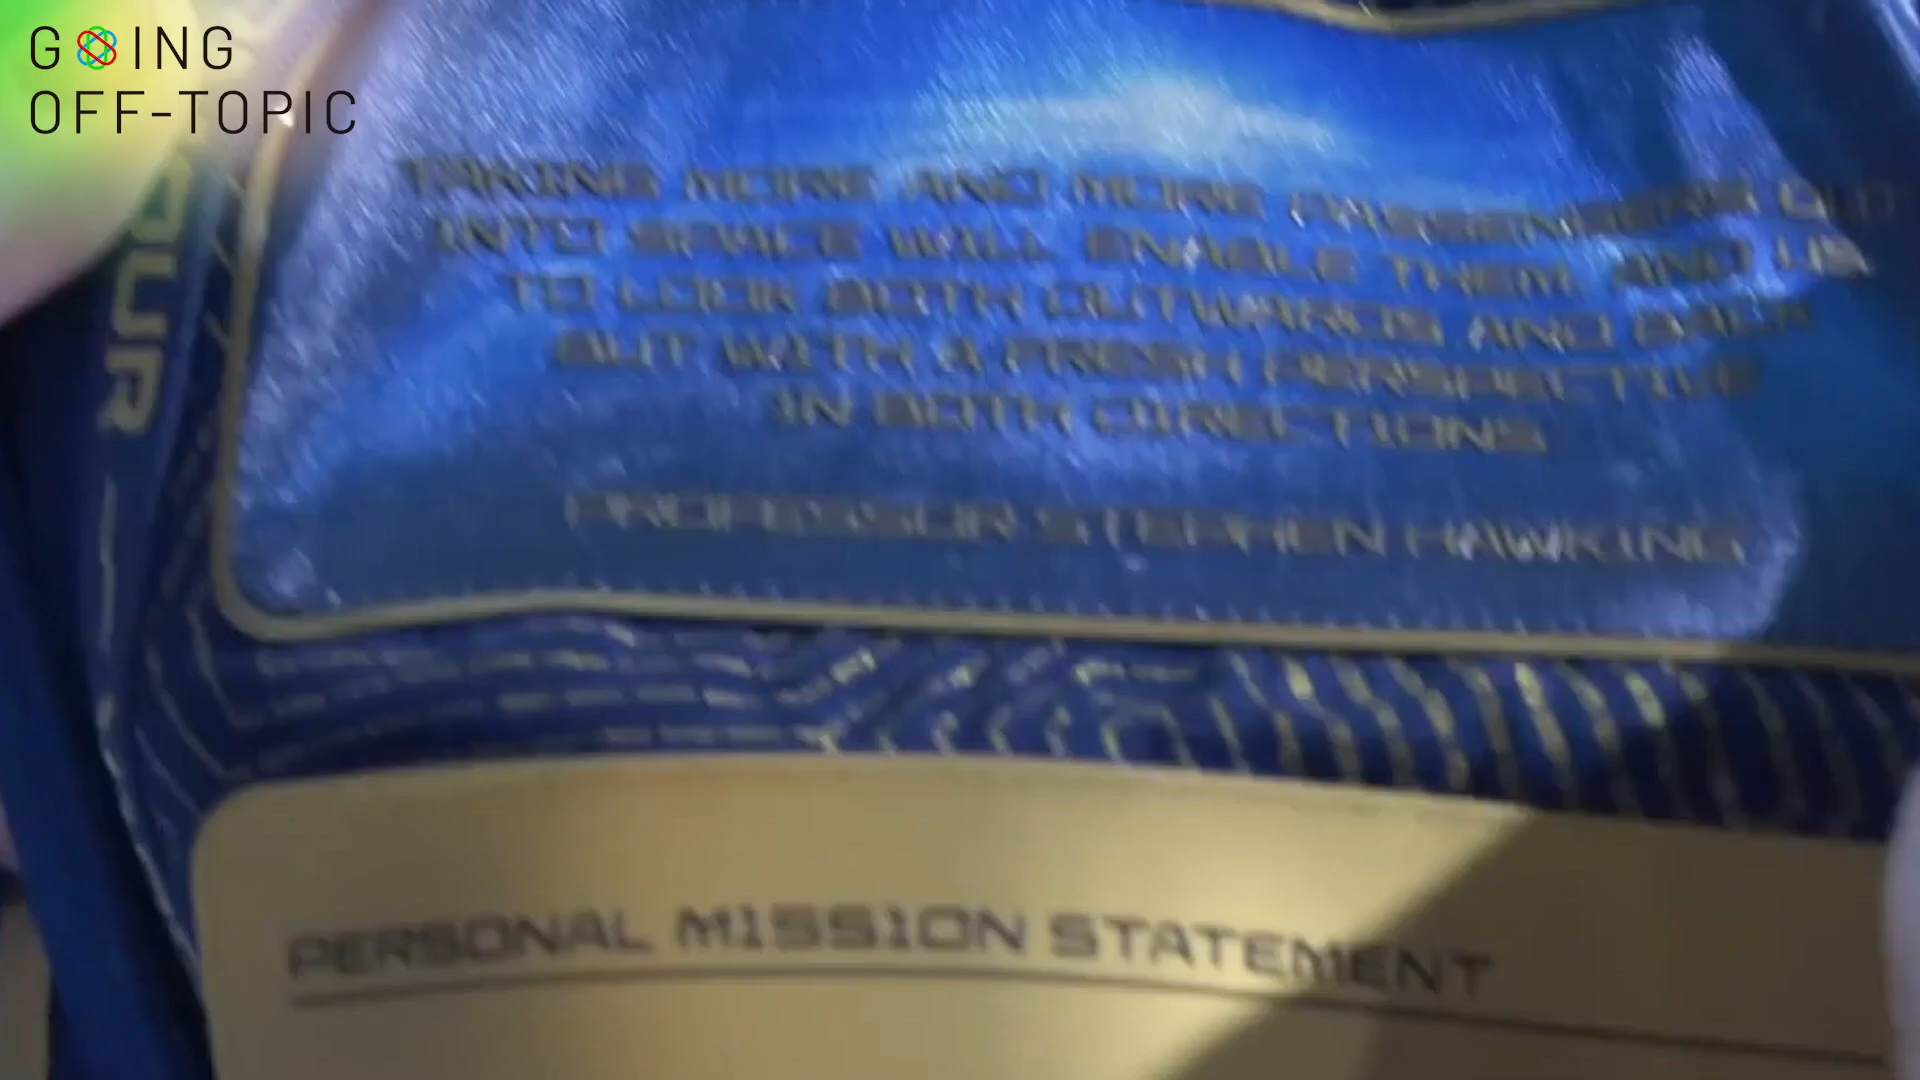 GOING
OFF-TOPIC
OUR
TAKING MORE AND MORE PASSENGERS OUT
INTO SPACE WILL ENABLE THEM AND US
TO LOOK BOTH OUTWARDS AND BACK
BUT WITH A FRESH PERSPECTIVE
IN BOTH DIRECTIONS
PROFESSOR STEPHEN HAWKING
PERSONAL MISSION STATEMENT